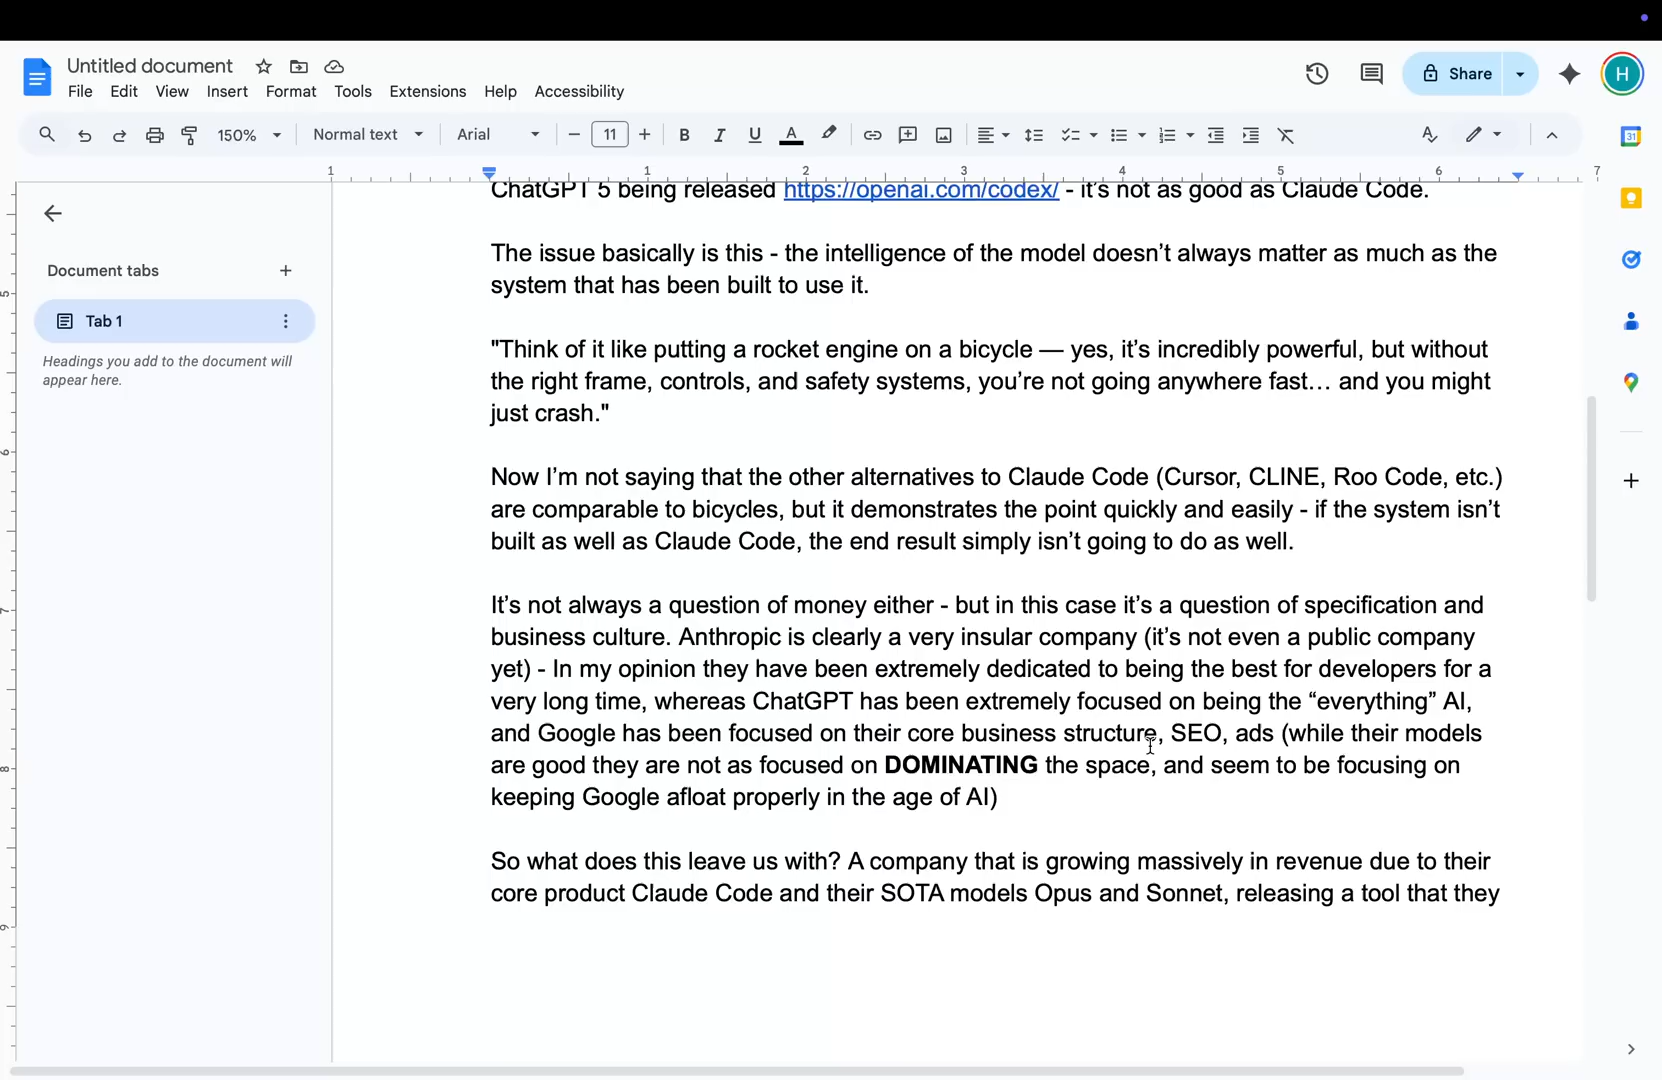 Untitled document
H
Share
File Edit View Insert Format Tools Extensions Help Accessibility
150% Normal text Arial 11 B I U A
31
1 1 2 3 4 5 6 7
ChatGPT 5 being released https://openai.com/codex/ - it's not as good as Claude Code.
Document tabs
Tab 1
Headings you add to the document will
appear here.
The issue basically is this - the intelligence of the model doesn’t always matter as much as the
system that has been built to use it.
"Think of it like putting a rocket engine on a bicycle — yes, it’s incredibly powerful, but without
the right frame, controls, and safety systems, you’re not going anywhere fast… and you might
just crash."
Now I’m not saying that the other alternatives to Claude Code (Cursor, CLINE, Roo Code, etc.)
are comparable to bicycles, but it demonstrates the point quickly and easily - if the system isn’t
built as well as Claude Code, the end result simply isn’t going to do as well.
It’s not always a question of money either - but in this case it’s a question of specification and
business culture. Anthropic is clearly a very insular company (it’s not even a public company
yet) - In my opinion they have been extremely dedicated to being the best for developers for a
very long time, whereas ChatGPT has been extremely focused on being the “everything” AI,
and Google has been focused on their core business structure, SEO, ads (while their models
are good they are not as focused on DOMINATING the space, and seem to be focusing on
keeping Google afloat properly in the age of AI)
So what does this leave us with? A company that is growing massively in revenue due to their
core product Claude Code and their SOTA models Opus and Sonnet, releasing a tool that they
5
6
7
8
9